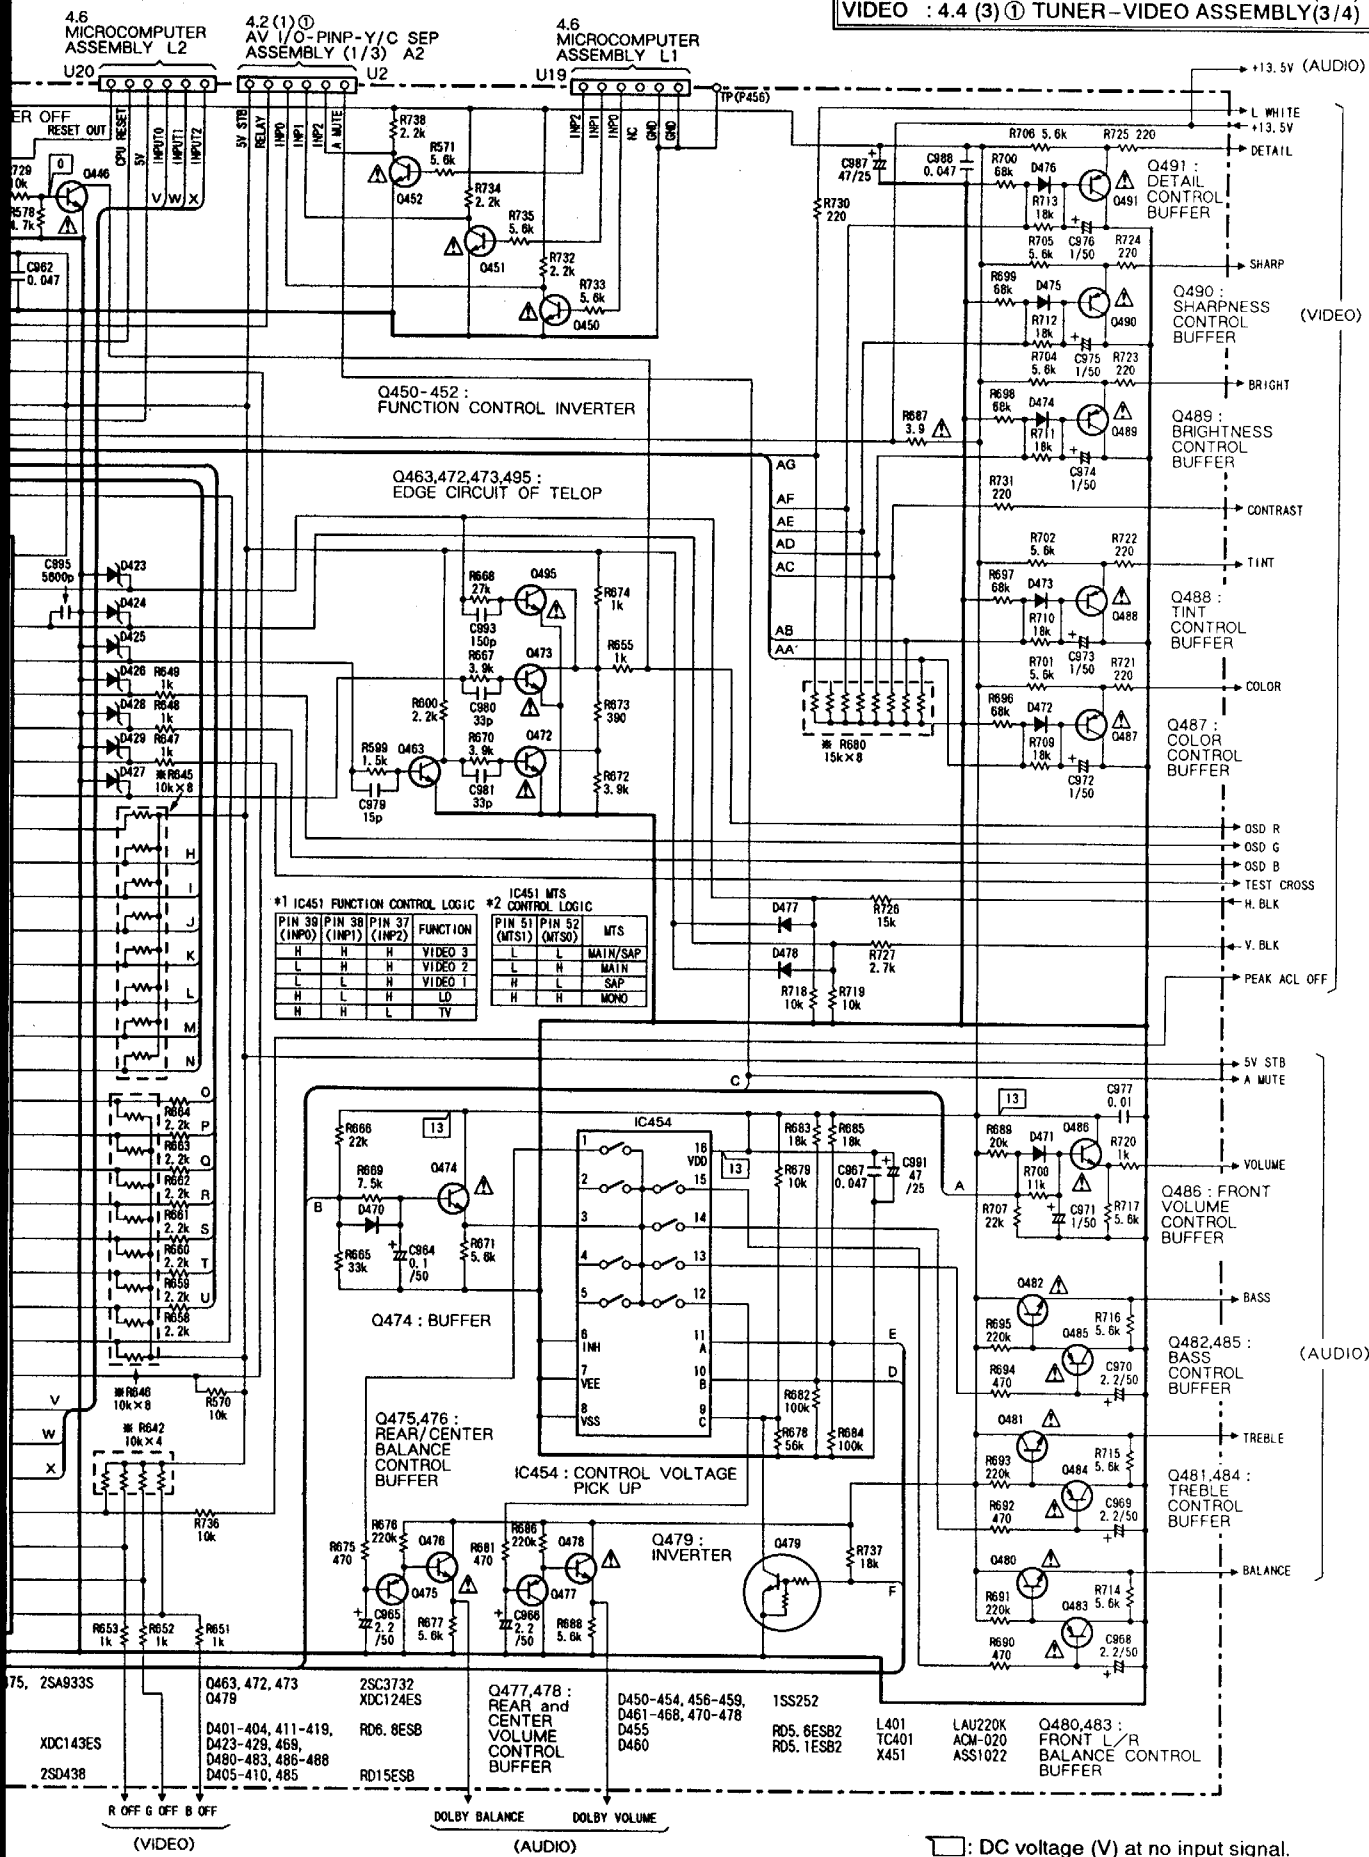 VIDEO : 4.4 (3) ① TUNER-VIDEO ASSEMBLY(3/4)
4.6
MICROCOMPUTER
ASSEMBLY L2
U20
4.2 (1) ①
AV I/O-PINP-Y/C SEP
ASSEMBLY (1/3) A2
U2
4.6
MICROCOMPUTER
ASSEMBLY L1
U19
TP(P456)
+13.5V (AUDIO)
L WHITE
+13.5V
DETAIL
SHARP
BRIGHT
CONTRAST
TINT
COLOR
(VIDEO)
ER OFF
RESET OUT
CPU RESET
5V
INPUT0
INPUT1
INPUT2
5V STB
RELAY
INP0
INP1
INP2
A MUTE
INP2
INP1
INP0
NC
GND
GND
0
Q446
R578
C962
0.047
V W X
R738
2.2k
R571
5.6k
Q452
R734
2.2k
R735
5.6k
Q451
R732
2.2k
R733
5.6k
Q450
C987
47/25
C988
0.047
R730
220
R706 5.6k
R725 220
R700
68k
D476
R713
18k
Q491
C976
1/50
Q491 :
DETAIL
CONTROL
BUFFER
R705
5.6k
R724
220
R699
68k
D475
R712
18k
Q490
C975
1/50
Q490 :
SHARPNESS
CONTROL
BUFFER
R704
5.6k
R723
220
R698
68k
D474
R711
18k
Q489
C974
1/50
Q489 :
BRIGHTNESS
CONTROL
BUFFER
R687
3.9
R731
220
R702
5.6k
R722
220
R697
68k
D473
R710
18k
Q488
C973
1/50
Q488 :
TINT
CONTROL
BUFFER
R701
5.6k
R721
220
R696
68k
D472
R709
18k
Q487
C972
1/50
Q487 :
COLOR
CONTROL
BUFFER
Q450-452 :
FUNCTION CONTROL INVERTER
Q463,472,473,495 :
EDGE CIRCUIT OF TELOP
AG
AF
AE
AD
AC
AB
AA
※ R680
15k×8
C995
5600p
D423
D424
D425
D426
D428
D429
D427
R649
1k
R648
1k
R647
1k
※R645
10k×8
R668
27k
Q495
C993
150p
R667
3.9k
Q473
C980
33p
R670
3.9k
Q472
C981
33p
R600
2.2k
R599
1.5k
Q463
C979
15p
R674
1k
R655
1k
R673
390
R672
3.9k
H
I
J
K
L
M
N
OSD R
OSD G
OSD B
TEST CROSS
H. BLK
V. BLK
PEAK ACL OFF
5V STB
A MUTE
*1 IC451 FUNCTION CONTROL LOGIC
PIN 39 (INP0) PIN 38 (INP1) PIN 37 (INP2) FUNCTION
H H H VIDEO 3
L H H VIDEO 2
L L H VIDEO 1
H L H LD
H H L TV
*2 IC451 MTS CONTROL LOGIC
PIN 51 (MTS1) PIN 52 (MTS0) MTS
L L MAIN/SAP
L H MAIN
H L SAP
H H MONO
D477
R726
15k
D478
R727
2.7k
R718
10k
R719
10k
O
R664
2.2k
P
R663
2.2k
Q
R662
2.2k
R
R661
2.2k
S
R660
2.2k
T
R659
2.2k
U
R658
2.2k
※R646
10k×8
R570
10k
V
W
X
※ R642
10k×4
R736
10k
R653
1k
R652
1k
R651
1k
R666
22k
13
R669
7.5k
D470
B
R665
33k
C964
0.1
/50
Q474
R671
5.6k
Q474 : BUFFER
IC454
1
2
3
4
5
6
INH
7
VEE
8
VSS
16
VDD
15
14
13
12
11
A
10
B
9
C
13
IC454 : CONTROL VOLTAGE
PICK UP
C
R683
18k
R685
18k
R679
10k
C967
0.047
C991
47
/25
E
D
R682
100k
R678
56k
R684
100k
A
13
R689
20k
D471
R700
11k
Q486
R720
1k
C977
0.01
R707
22k
C971
1/50
R717
5.6k
VOLUME
Q486 : FRONT
VOLUME
CONTROL
BUFFER
Q482
R716
5.6k
R695
220k
Q485
R694
470
C970
2.2/50
BASS
Q482,485 :
BASS
CONTROL
BUFFER
(AUDIO)
Q481
R715
5.6k
R693
220k
Q484
R692
470
C969
2.2/50
TREBLE
Q481,484 :
TREBLE
CONTROL
BUFFER
Q480
R714
5.6k
R691
220k
Q483
R690
470
C968
2.2/50
BALANCE
Q475,476 :
REAR/CENTER
BALANCE
CONTROL
BUFFER
R675
470
R676
220k
Q476
Q475
C965
2.2
/50
R677
5.6k
R681
470
R686
220k
Q478
Q477
C966
2.2
/50
R688
5.6k
Q479 :
INVERTER
Q479
R737
18k
F
75, 2SA933S
XDC143ES
2SD438
Q463, 472, 473
Q479
D401-404, 411-419,
D423-429, 469,
D480-483, 486-488
D405-410, 485
2SC3732
XDC124ES
RD6.8ESB
RD15ESB
Q477,478 :
REAR and
CENTER
VOLUME
CONTROL
BUFFER
D450-454, 456-459,
D461-468, 470-478
D455
D460
1SS252
RD5.6ESB2
RD5.1ESB2
L401
TC401
X451
LAU220K
ACM-020
ASS1022
Q480,483 :
FRONT L/R
BALANCE CONTROL
BUFFER
R OFF G OFF B OFF
(VIDEO)
DOLBY BALANCE
DOLBY VOLUME
(AUDIO)
: DC voltage (V) at no input signal.